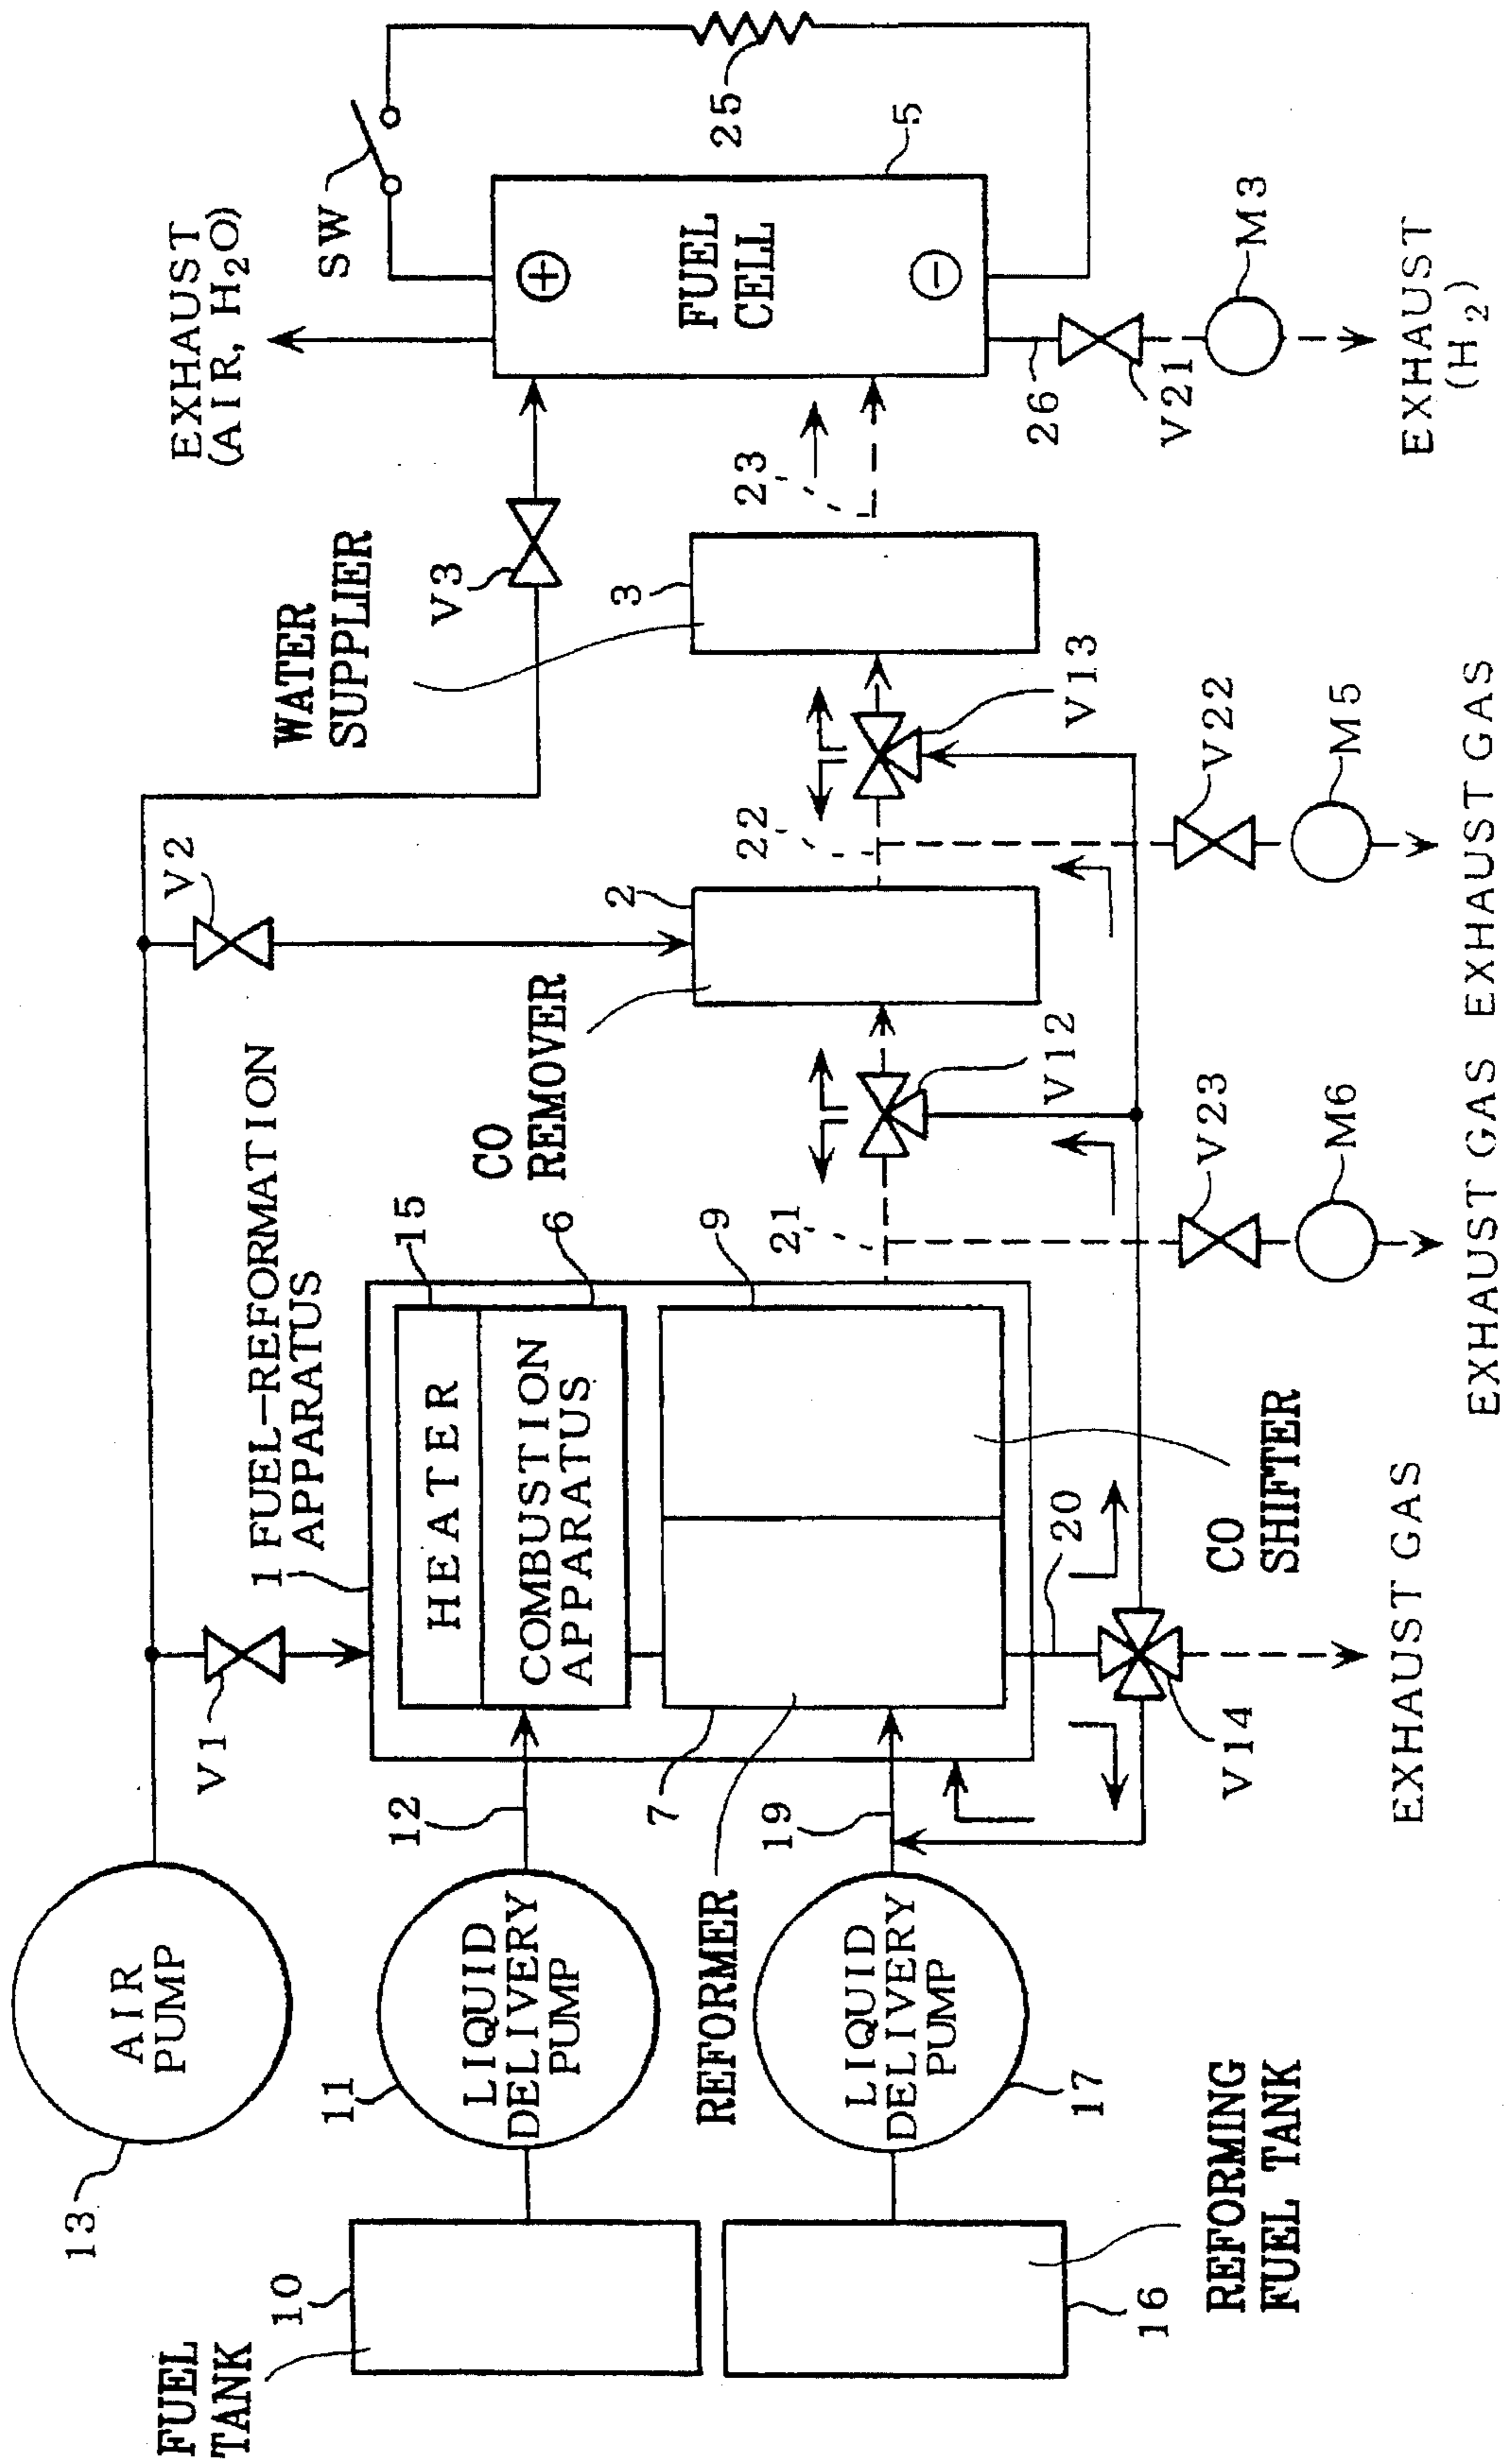 EXHAUST
(AIR, H2O)
SW
25
FUEL
CELL
5
+
−
26
V21
M3
EXHAUST
(H2)
23
V3
WATER
SUPPLIER
3
V13
22
V22
M5
EXHAUST GAS
V2
2
CO
REMOVER
V12
21
V23
M6
EXHAUST GAS
1 FUEL-REFORMATION
APPARATUS
15
6
9
HEATER
COMBUSTION
APPARATUS
CO
SHIFTER
20
V14
EXHAUST GAS
V1
12
7
19
REFORMER
AIR
PUMP
13
LIQUID
DELIVERY
PUMP
11
LIQUID
DELIVERY
PUMP
17
10
FUEL
TANK
16
REFORMING
FUEL TANK